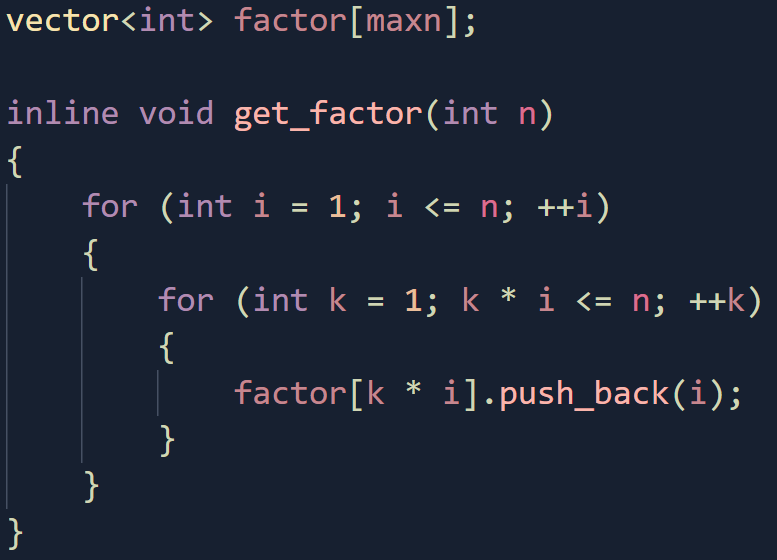 vector<int> factor[maxn];
inline void get_factor(int n)
{
for (int i = 1; i <= n; ++i)
{
for (int k = 1; k * i <= n; ++k)
{
factor[k * i].push_back(i);
}
}
}